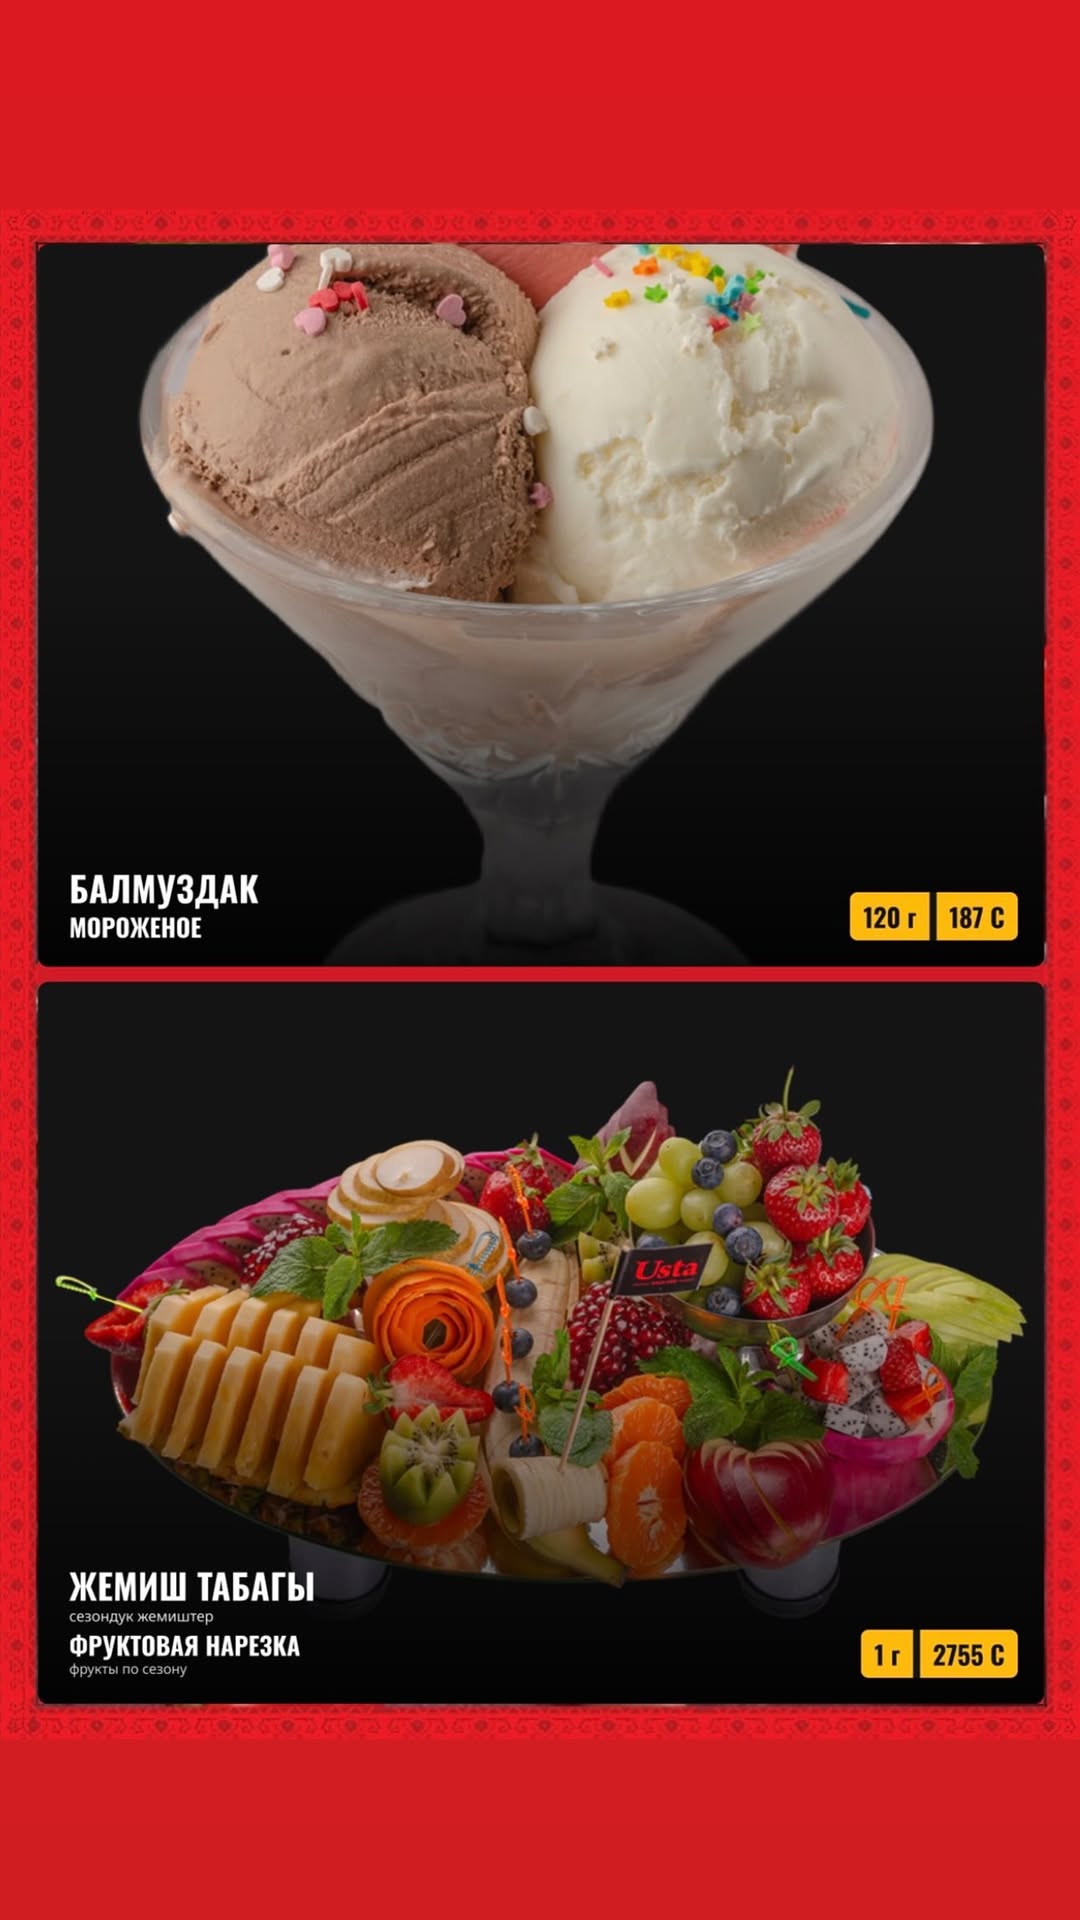 БАЛМУЗДАК
МОРОЖЕНОЕ
120 г 187 С
Usta
ЖЕМИШ ТАБАГЫ
сезондук жемиштер
ФРУКТОВАЯ НАРЕЗКА
фрукты по сезону
1 г 2755 С